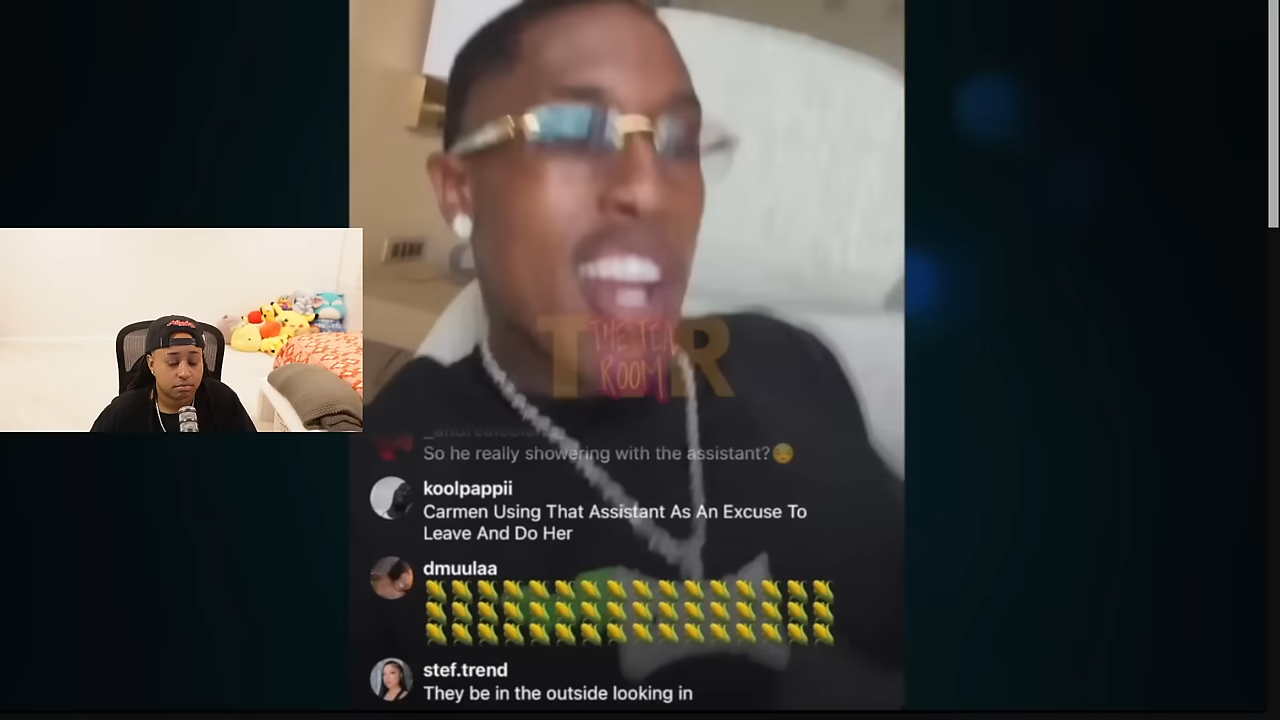 T R
THE TEA
ROOM
So he really showering with the assistant?😔
koolpappii
Carmen Using That Assistant As An Excuse To
Leave And Do Her
dmuulaa
🌽🌽🌽🌽🌽🌽🌽🌽🌽🌽🌽🌽🌽🌽🌽🌽
🌽🌽🌽🌽🌽🌽🌽🌽🌽🌽🌽🌽🌽🌽🌽🌽
🌽🌽🌽🌽🌽🌽🌽🌽🌽🌽🌽🌽🌽🌽🌽🌽
stef.trend
They be in the outside looking in